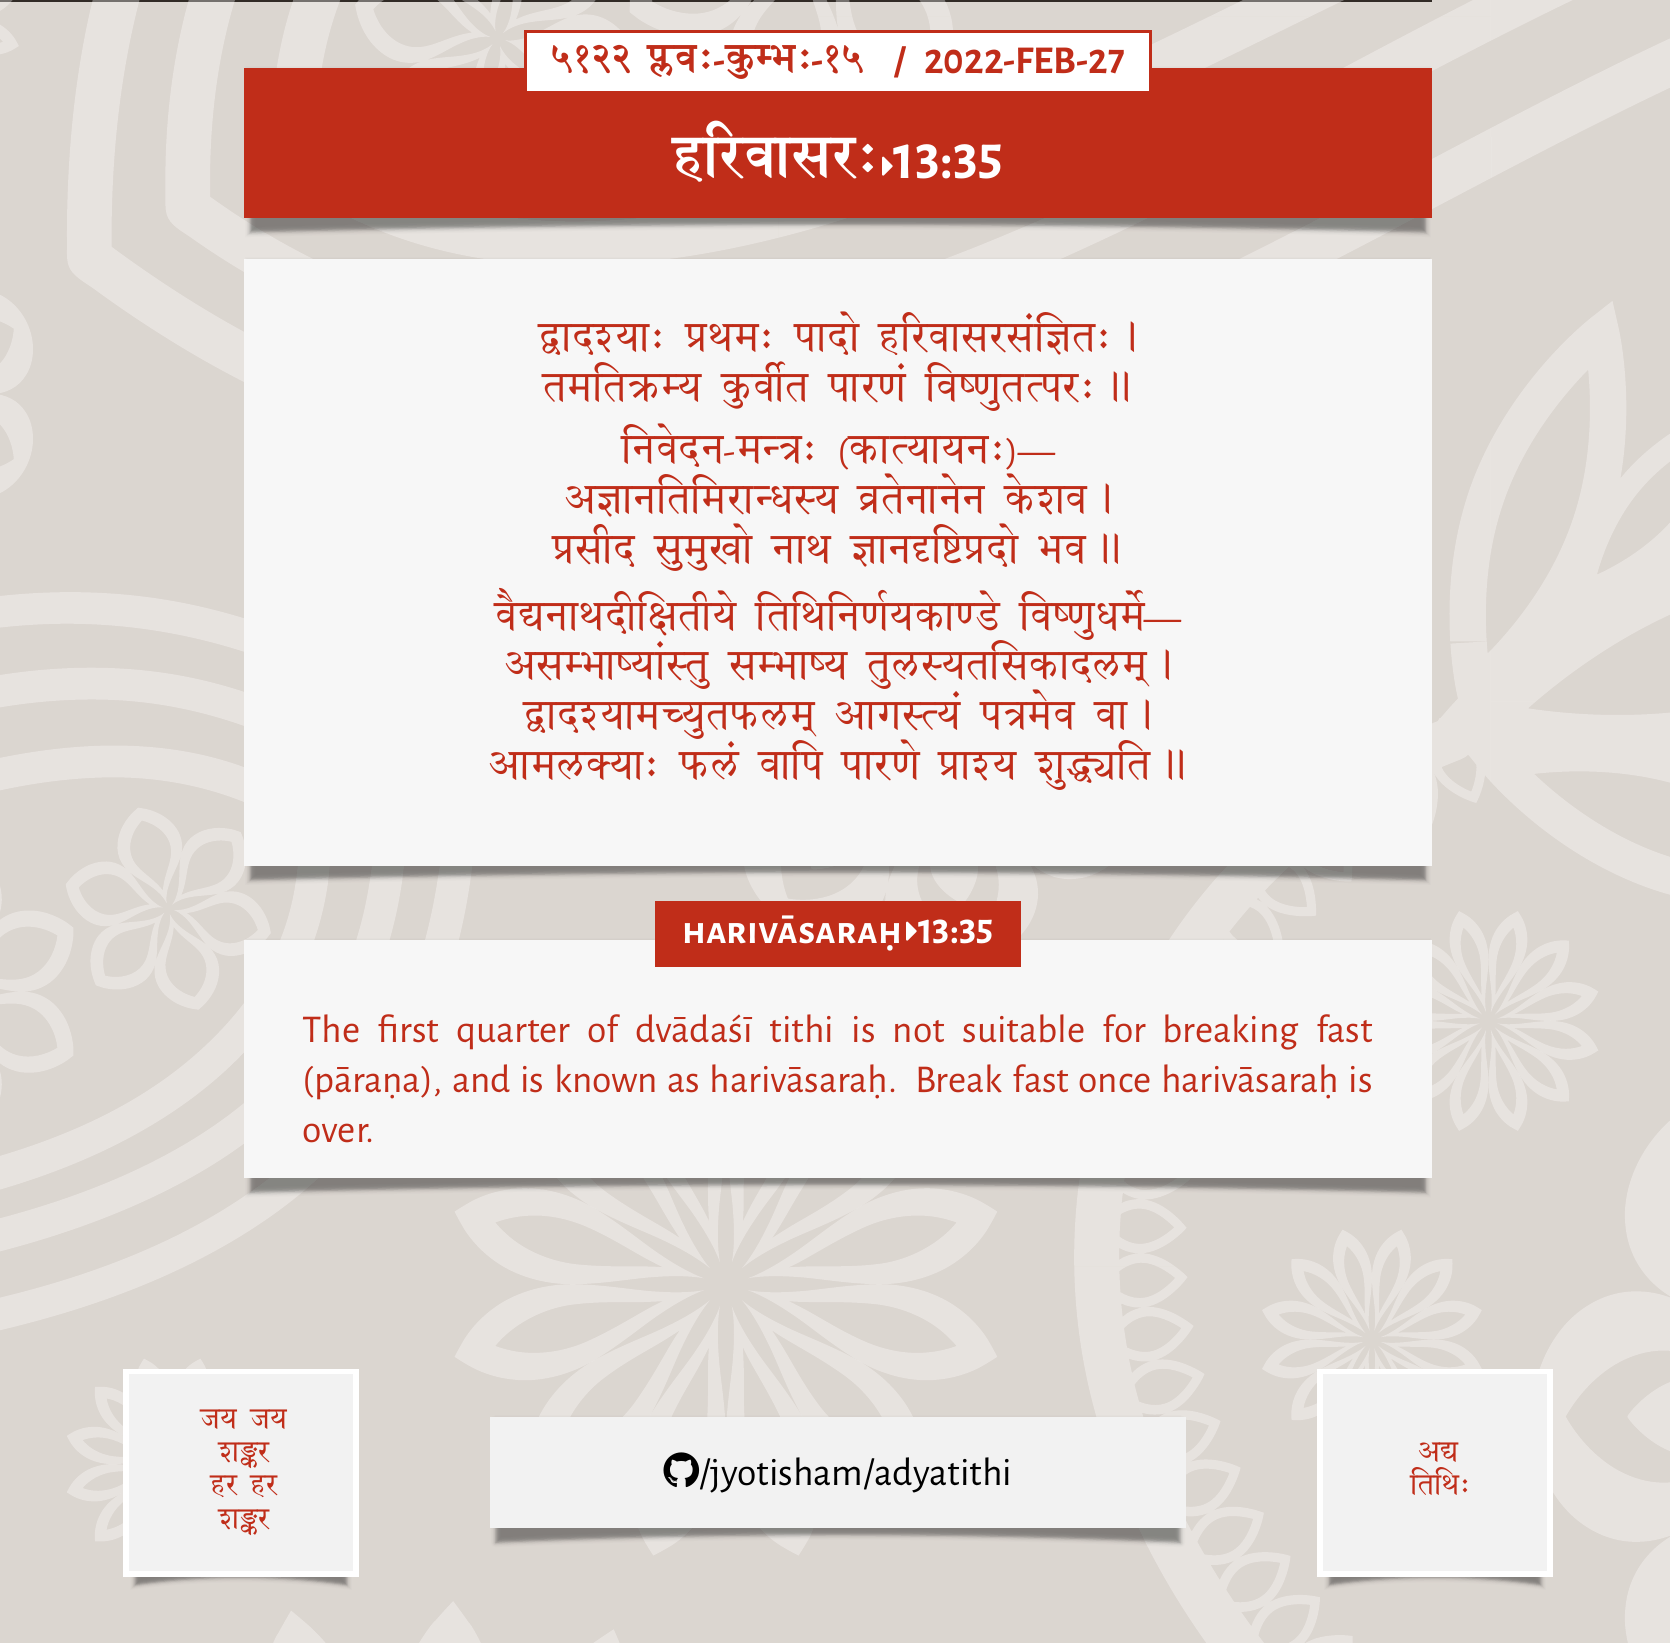 ५१२२ प्लवः-कुम्भः-१५ / 2022-FEB-27
हरिवासरः▸13:35
द्वादश्याः प्रथमः पादो हरिवासरसंज्ञितः।
तमतिक्रम्य कुर्वीत पारणं विष्णुतत्परः॥
निवेदन-मन्त्रः (कात्यायनः)—
अज्ञानतिमिरान्धस्य व्रतेनानेन केशव।
प्रसीद सुमुखो नाथ ज्ञानदृष्टिप्रदो भव॥
वैद्यनाथदीक्षितीये तिथिनिर्णयकाण्डे विष्णुधर्मे—
असम्भाष्यांस्तु सम्भाष्य तुलस्यतसिकादलम्।
द्वादश्यामच्युतफलम् आगस्त्यं पत्रमेव वा।
आमलक्याः फलं वापि पारणे प्राश्य शुद्ध्यति॥
HARIVĀSARAḤ▸13:35
The first quarter of dvādaśī tithi is not suitable for breaking fast
(pāraṇa), and is known as harivāsaraḥ. Break fast once harivāsaraḥ is
over.
जय जय
शङ्कर
हर हर
शङ्कर
/jyotisham/adyatithi
अद्य
तिथिः